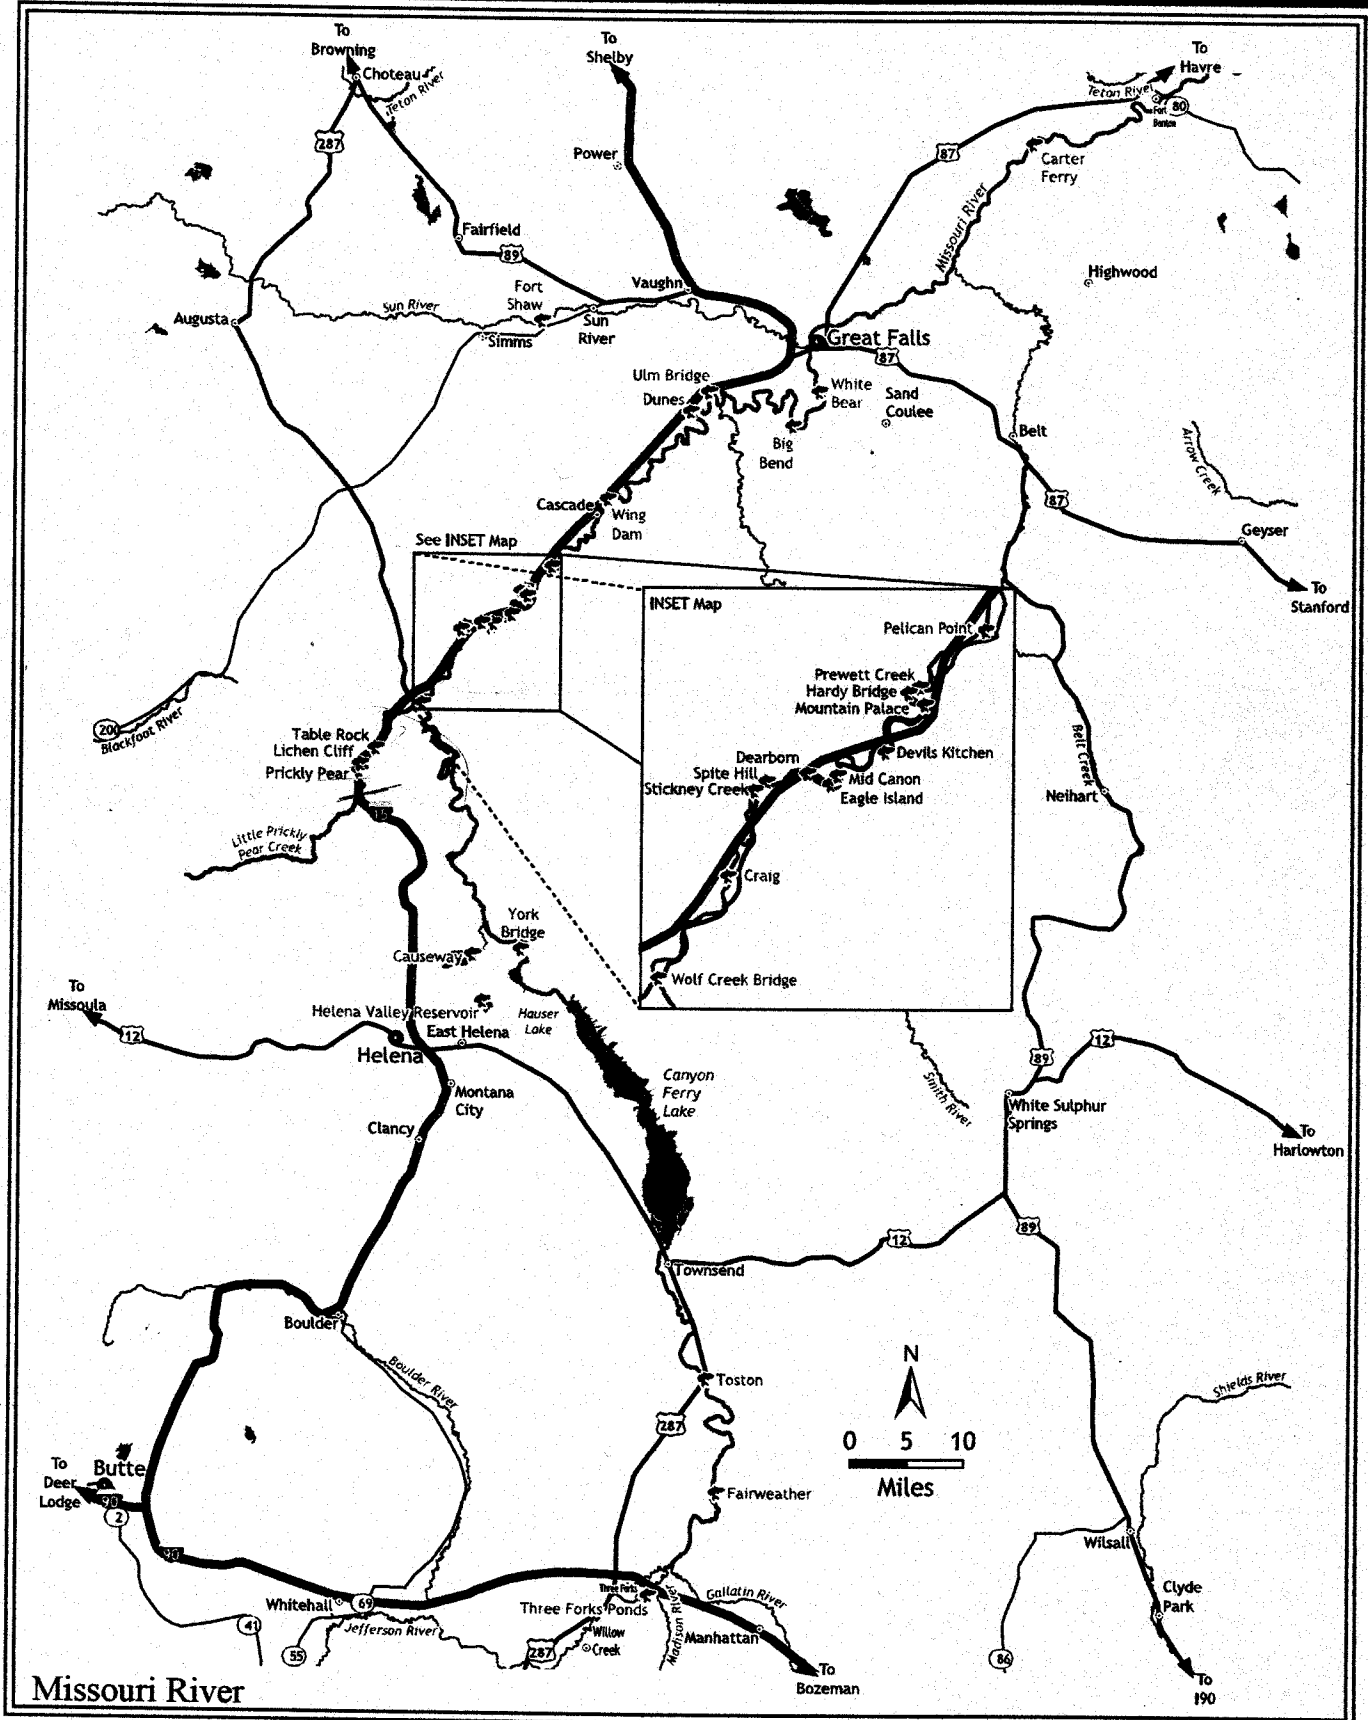 To
Browning
Choteau
Teton River
287
To
Shelby
Power
To
Havre
Teton River
80
Fort
Benton
87
Carter
Ferry
Missouri River
Fairfield
89
Highwood
Fort
Shaw
Vaughn
Sun River
Augusta
Simms
Sun
River
Great Falls
87
Ulm Bridge
Dunes
White
Bear
Sand
Coulee
Big
Bend
Belt
Arrow Creek
87
Geyser
To
Stanford
Cascade
Wing
Dam
See INSET Map
INSET Map
Pelican Point
Prewett Creek
Hardy Bridge
Mountain Palace
Devils Kitchen
Dearborn
Spite Hill
Stickney Creek
Mid Canon
Eagle Island
Craig
Wolf Creek Bridge
200
Blackfoot River
Table Rock
Lichen Cliff
Prickly Pear
15
Little Prickly
Pear Creek
Belt Creek
Neihart
York
Bridge
Causeway
To
Missoula
12
Helena Valley Reservoir
Hauser
Lake
East Helena
Helena
Montana
City
Clancy
Canyon
Ferry
Lake
Smith River
89
12
White Sulphur
Springs
To
Harlowton
12
89
Townsend
Boulder
Boulder River
Toston
287
N
0 5 10
Miles
Shields River
Fairweather
To
Deer
Lodge
Butte
90
2
90
Wilsall
Whitehall
69
Three Forks
Three Forks Ponds
Gallatin River
Madison River
Manhattan
Jefferson River
Willow
Creek
287
41
55
86
Clyde
Park
To
Bozeman
To
I90
Missouri River